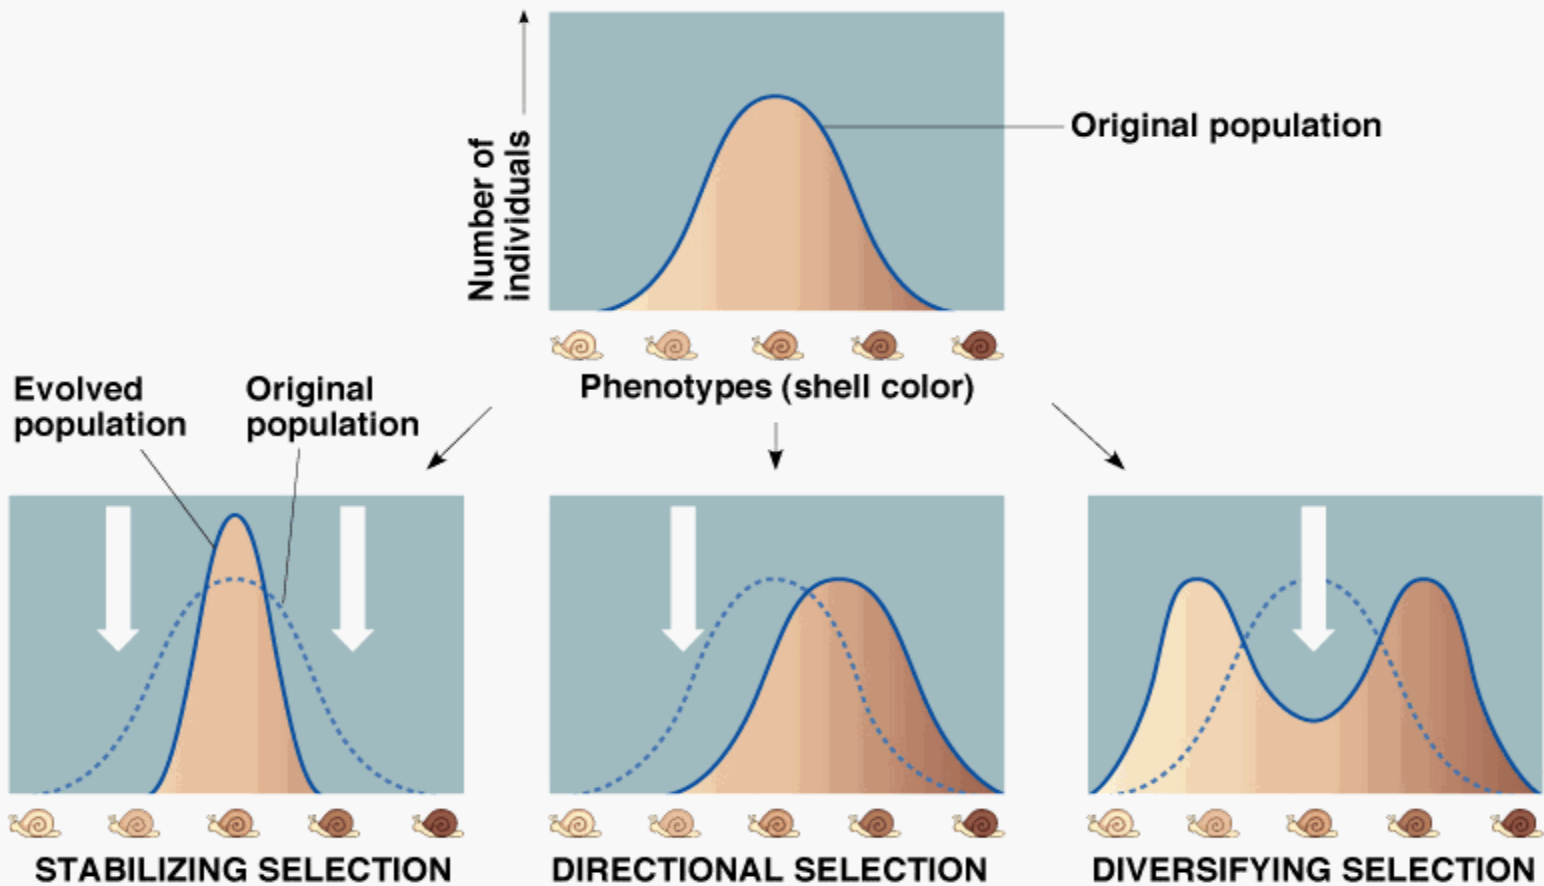 Number of
individuals
Original population
Phenotypes (shell color)
Evolved
population
Original
population
STABILIZING SELECTION
DIRECTIONAL SELECTION
DIVERSIFYING SELECTION